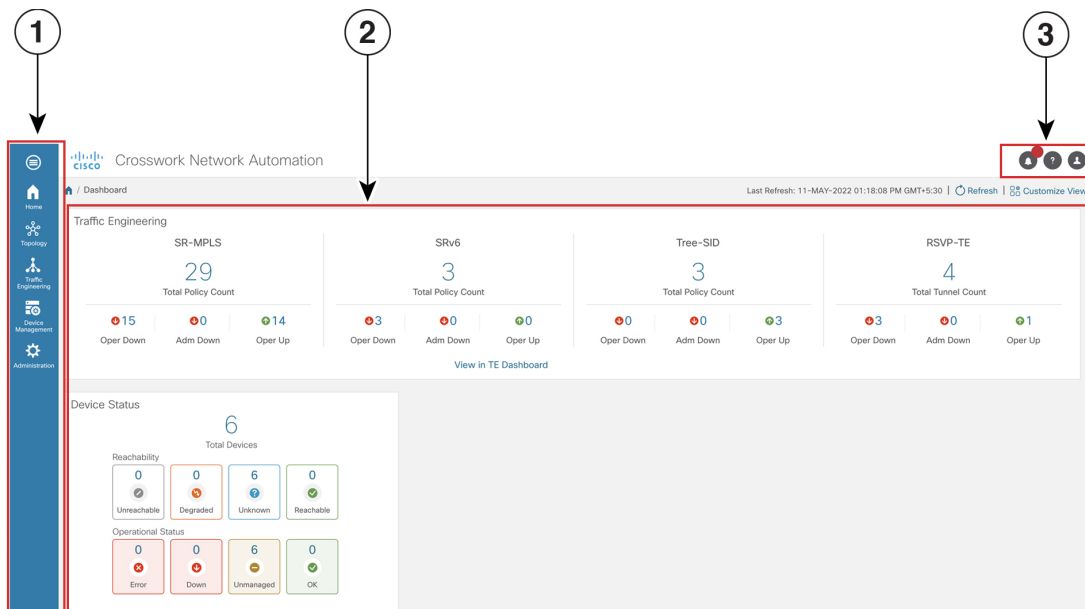 1
2
3
CISCO Crosswork Network Automation
?
Home
/ Dashboard
Last Refresh: 11-MAY-2022 01:18:08 PM GMT+5:30 | Refresh | Customize View
Topology
Traffic Engineering
Device Management
Administration
Traffic Engineering
SR-MPLS
29
Total Policy Count
15
Oper Down
0
Adm Down
14
Oper Up
SRv6
3
Total Policy Count
3
Oper Down
0
Adm Down
0
Oper Up
Tree-SID
3
Total Policy Count
0
Oper Down
0
Adm Down
3
Oper Up
RSVP-TE
4
Total Tunnel Count
3
Oper Down
0
Adm Down
1
Oper Up
View in TE Dashboard
Device Status
6
Total Devices
Reachability
0
Unreachable
0
Degraded
6
?
Unknown
0
Reachable
Operational Status
0
Error
0
Down
6
Unmanaged
0
OK